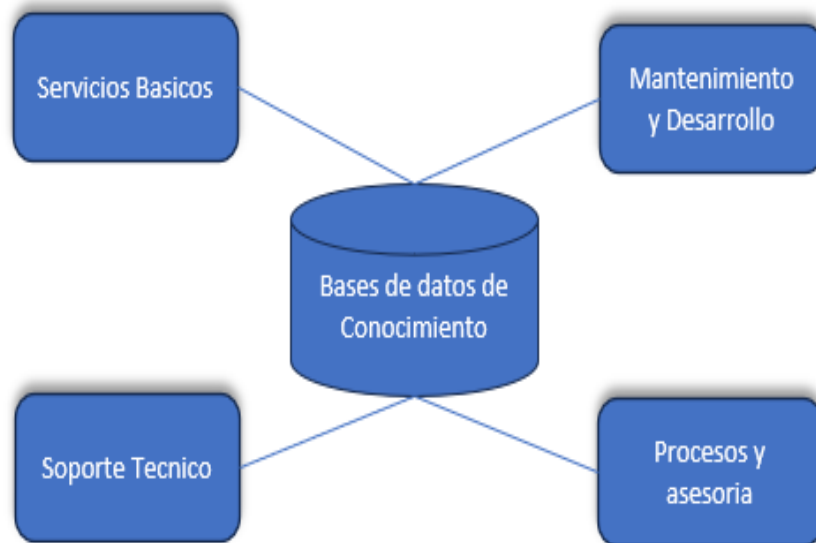 Servicios Basicos
Mantenimiento
y Desarrollo
Bases de datos de
Conocimiento
Soporte Tecnico
Procesos y
asesoria